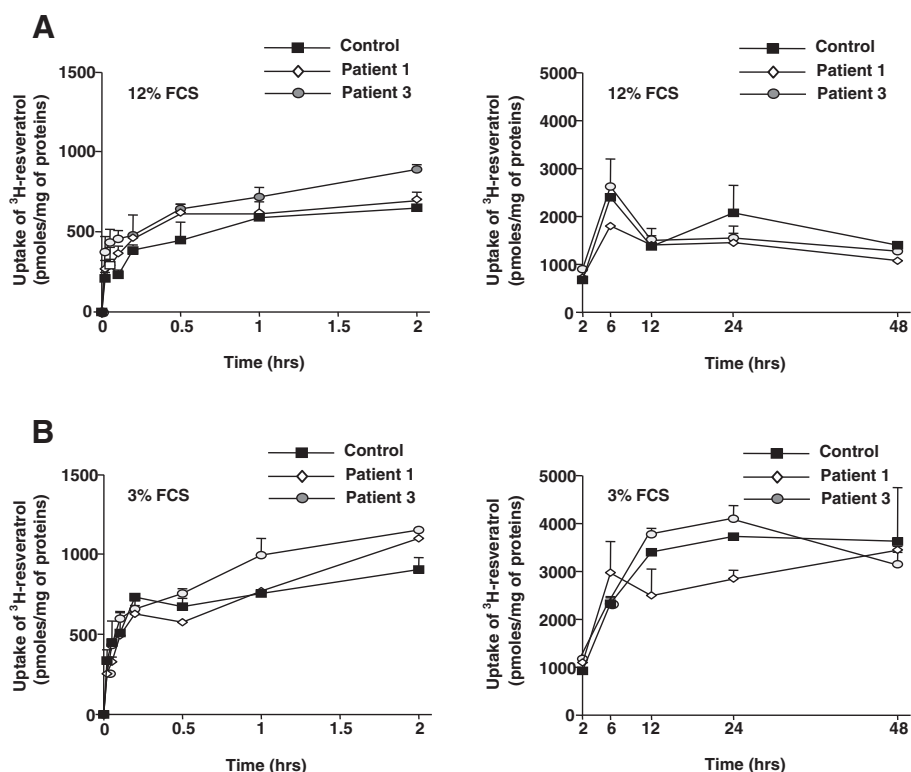 A
Control
Patient 1
Patient 3
12% FCS
Uptake of ³H-resveratrol
(pmoles/mg of proteins)
1500
1000
500
0
0 0.5 1 1.5 2
Time (hrs)
Control
Patient 1
Patient 3
12% FCS
Uptake of ³H-resveratrol
(pmoles/mg of proteins)
5000
4000
3000
2000
1000
0
2 6 12 24 48
Time (hrs)
B
Control
Patient 1
Patient 3
3% FCS
Uptake of ³H-resveratrol
(pmoles/mg of proteins)
1500
1000
500
0
0 0.5 1 1.5 2
Time (hrs)
Control
Patient 1
Patient 3
3% FCS
Uptake of ³H-resveratrol
(pmoles/mg of proteins)
5000
4000
3000
2000
1000
0
2 6 12 24 48
Time (hrs)